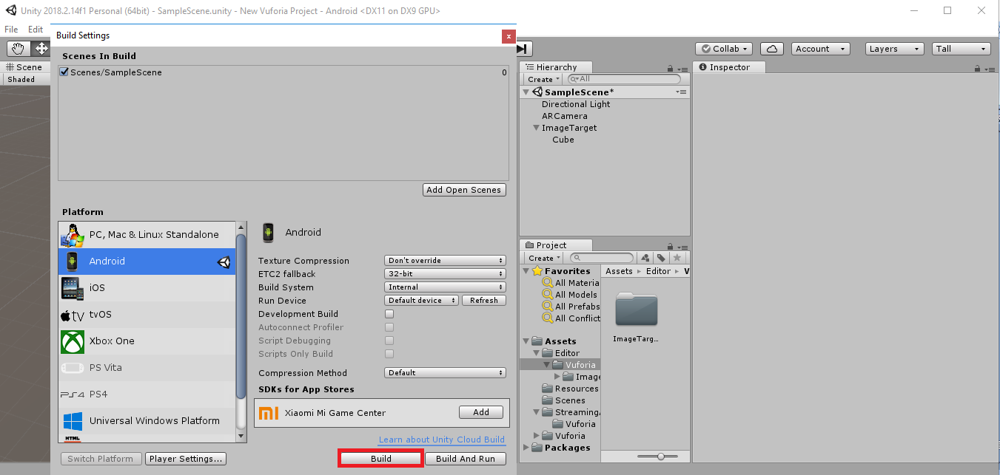 Unity 2018.2.14f1 Personal (64bit) - SampleScene.unity - New Vuforia Project - Android <DX11 on DX9 GPU>
File Edit
Build Settings
x
Collab Account Layers Tall
Scene
Shaded
Scenes In Build
Scenes/SampleScene 0
Add Open Scenes
Platform
PC, Mac & Linux Standalone
Android
iOS
tvOS
tvOS
Xbox One
PS Vita
PS4 PS4
Universal Windows Platform
HTML
Android
Texture Compression Don't override
ETC2 fallback 32-bit
Build System Internal
Run Device Default device Refresh
Development Build
Autoconnect Profiler
Script Debugging
Scripts Only Build
Compression Method Default
SDKs for App Stores
Xiaomi Mi Game Center Add
Learn about Unity Cloud Build
Switch Platform Player Settings... Build Build And Run
Hierarchy
Create All
SampleScene*
Directional Light
ARCamera
ImageTarget
Cube
Project
Create
Favorites
All Materia
All Models
All Prefabs
All Conflict
Assets
Editor
Vuforia
Image
Resources
Scenes
Streaming
Vuforia
Vuforia
Packages
Assets Editor V
ImageTarg...
Inspector